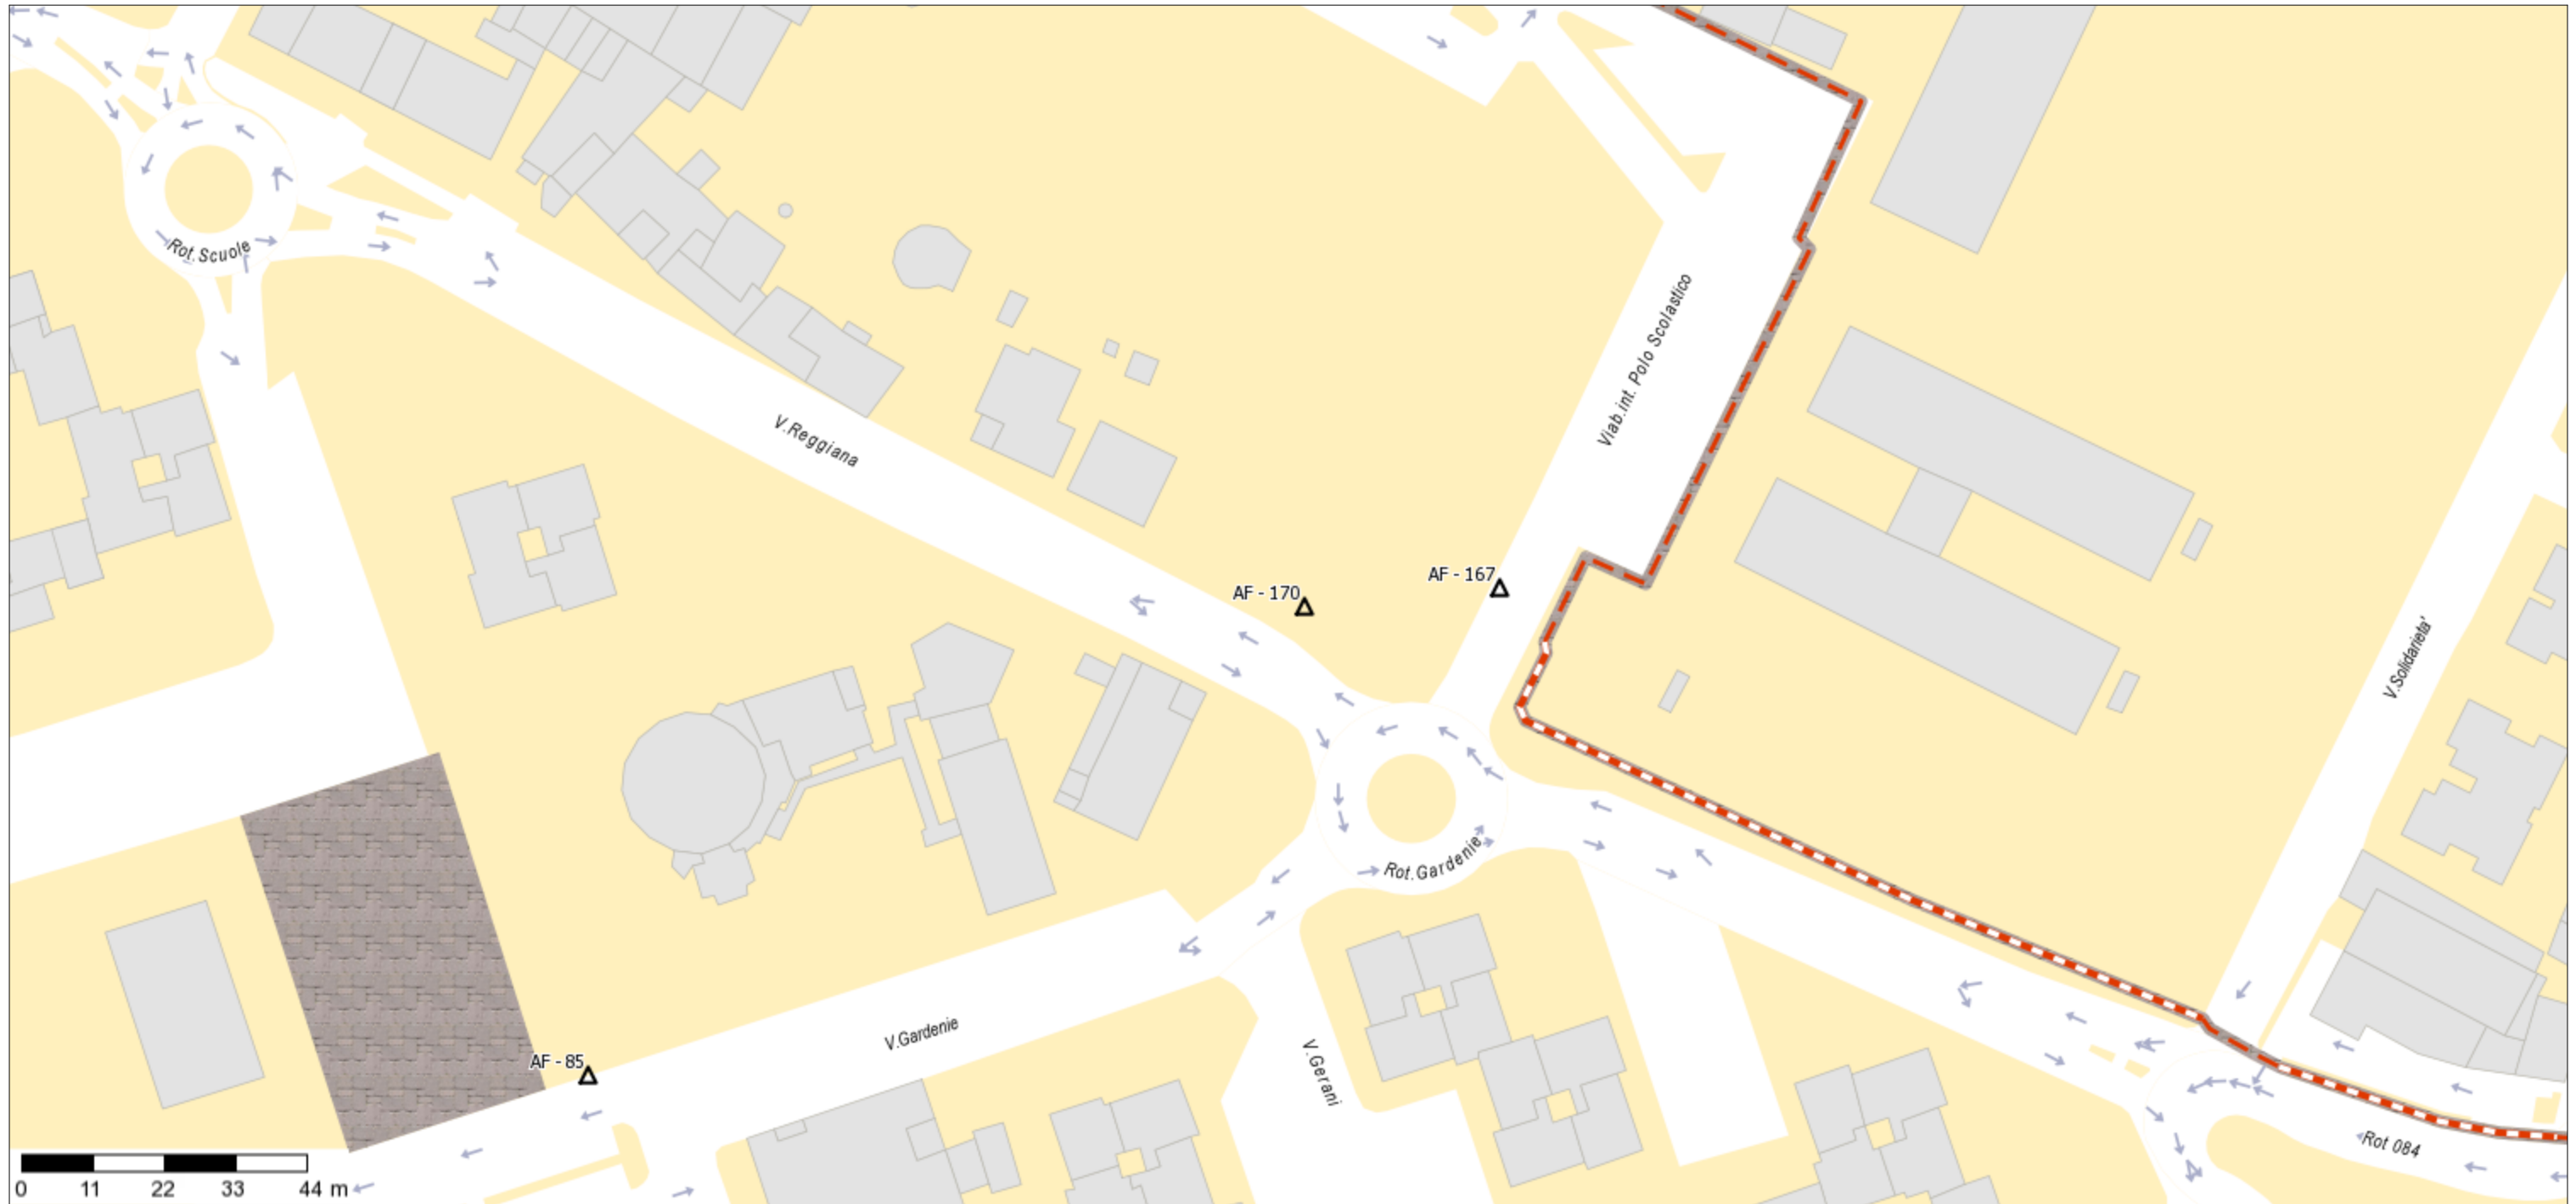 Rot.Scuole
Viab.int. Polo Scolastico
V.Reggiana
AF - 170
AF - 167
V.Solidarieta'
Rot.Gardenie
V.Gardenie
AF - 85
V.Gerani
Rot 084
0 11 22 33 44 m